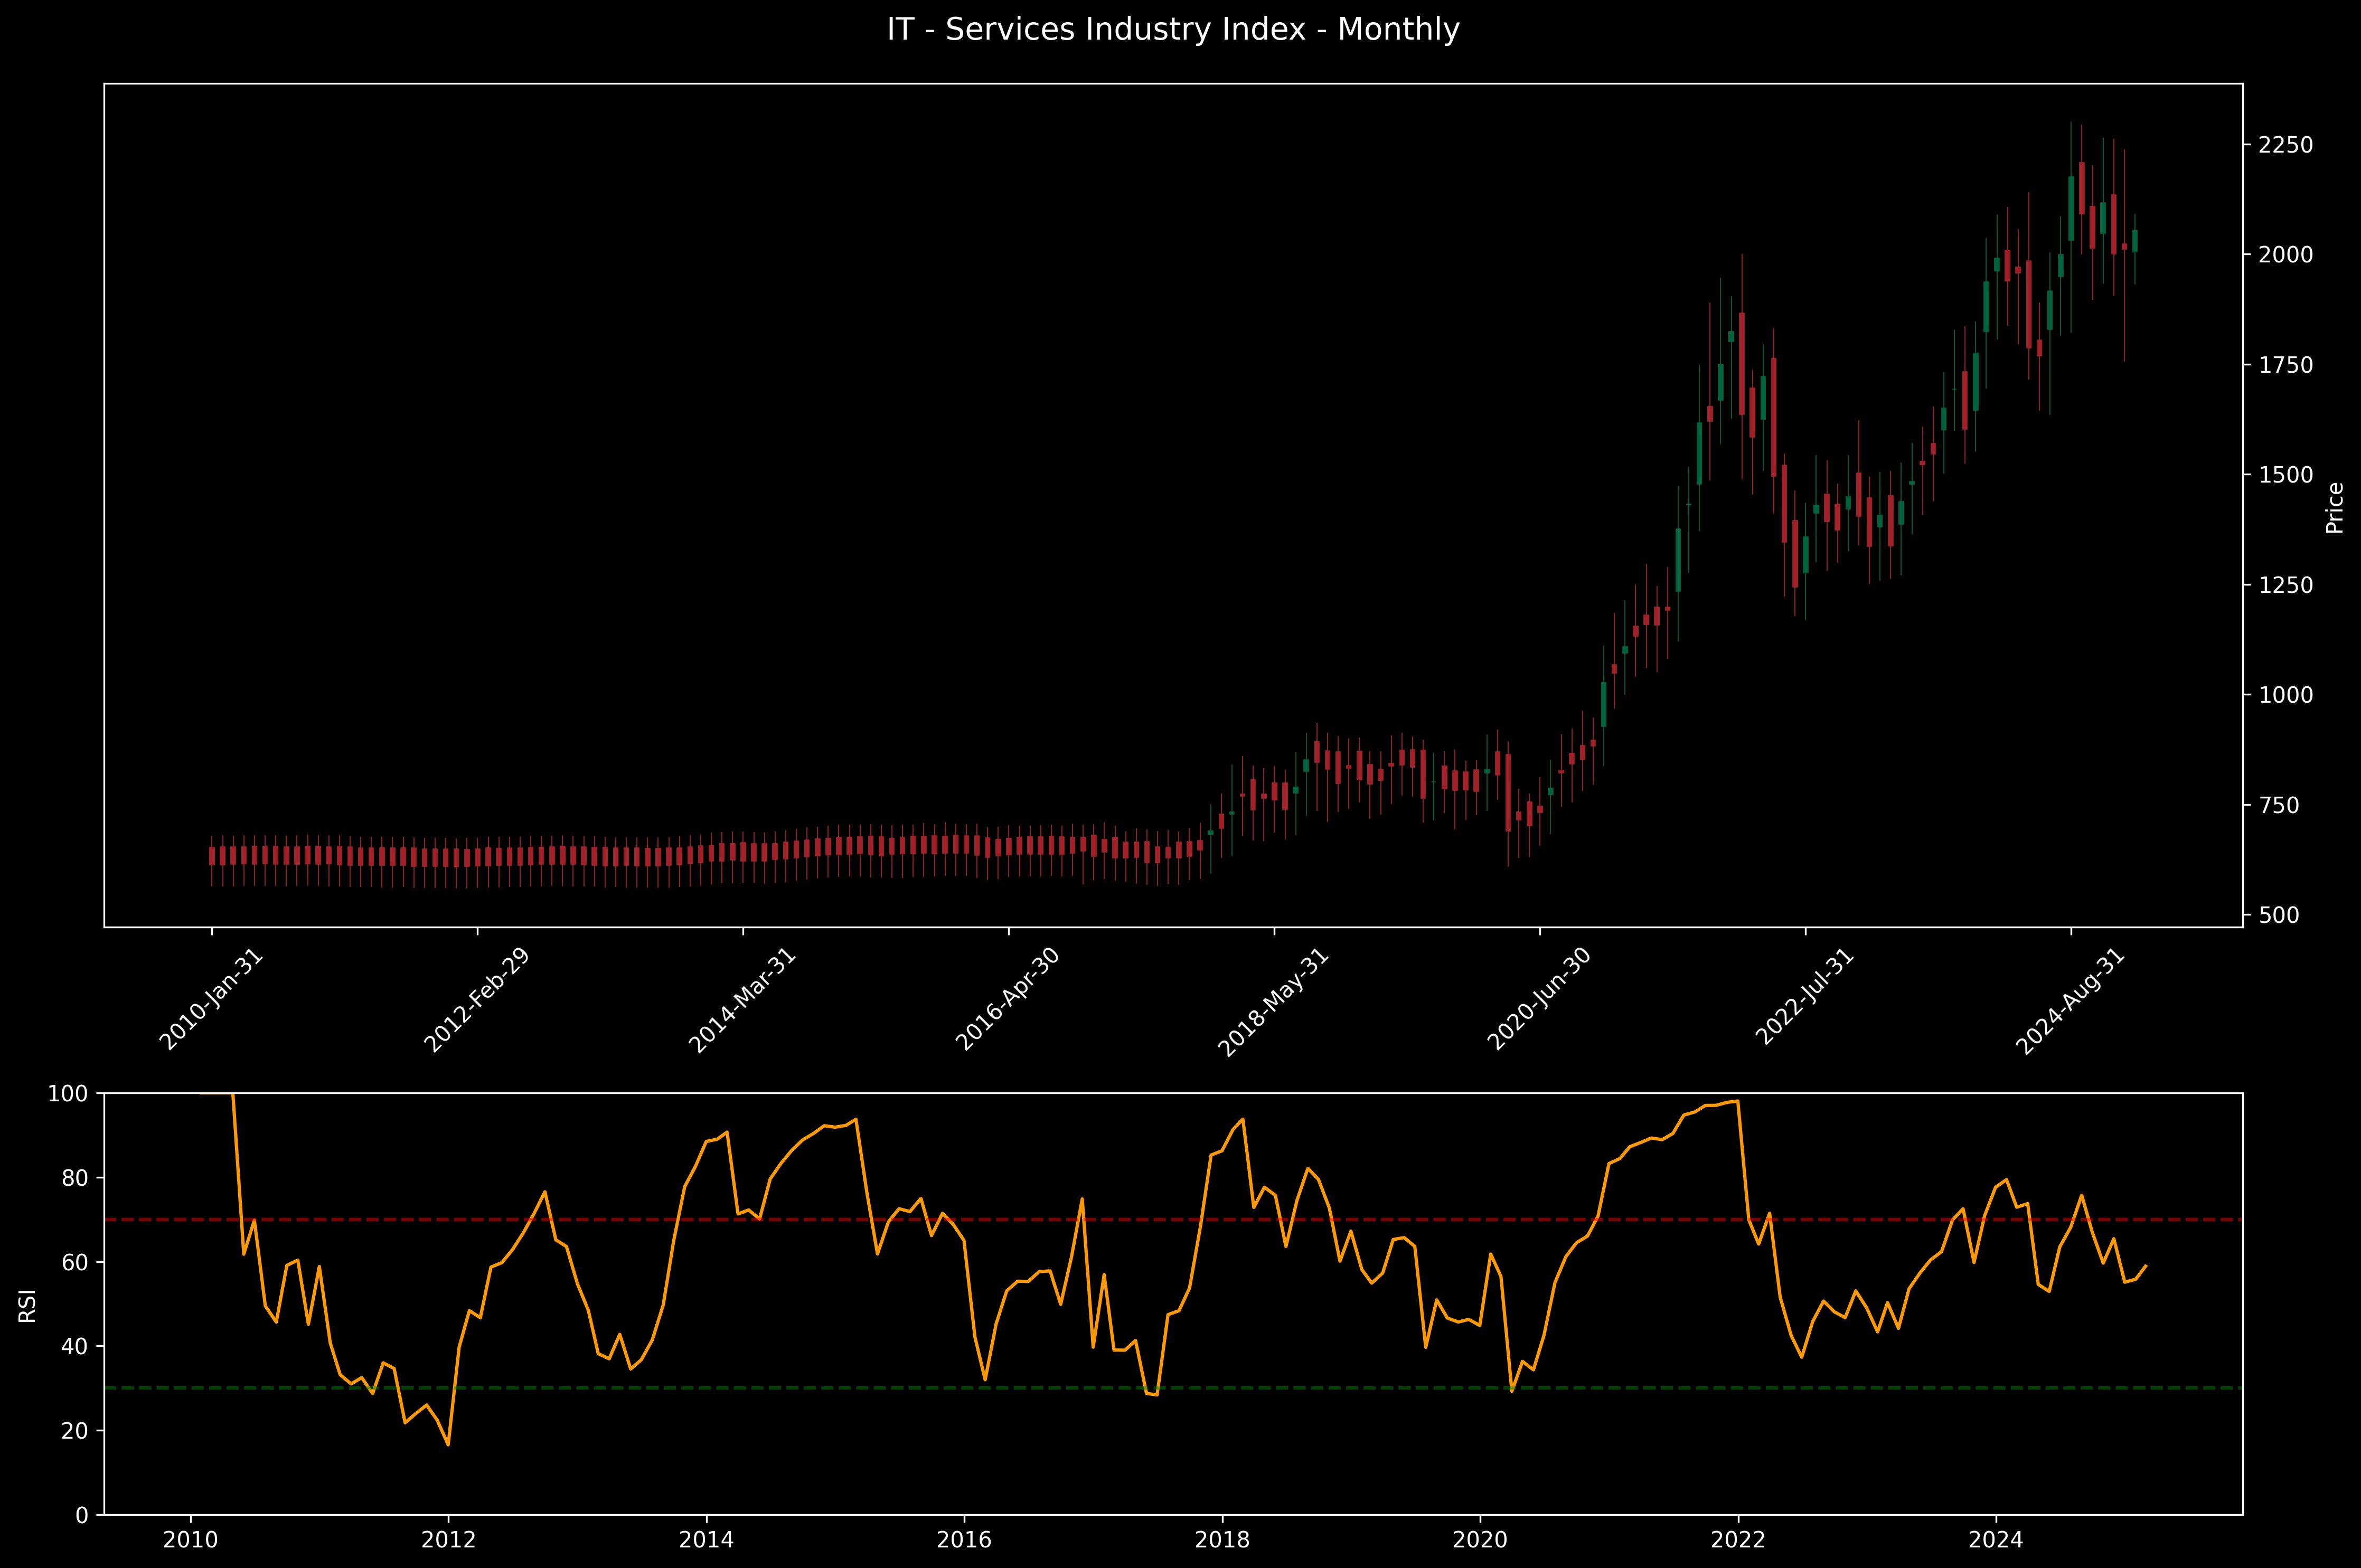 IT - Services Industry Index - Monthly
2250
2000
1750
1500
1250
1000
750
500
Price
2010-Jan-31
2012-Feb-29
2014-Mar-31
2016-Apr-30
2018-May-31
2020-Jun-30
2022-Jul-31
2024-Aug-31
100
80
60
40
20
0
RSI
2010
2012
2014
2016
2018
2020
2022
2024